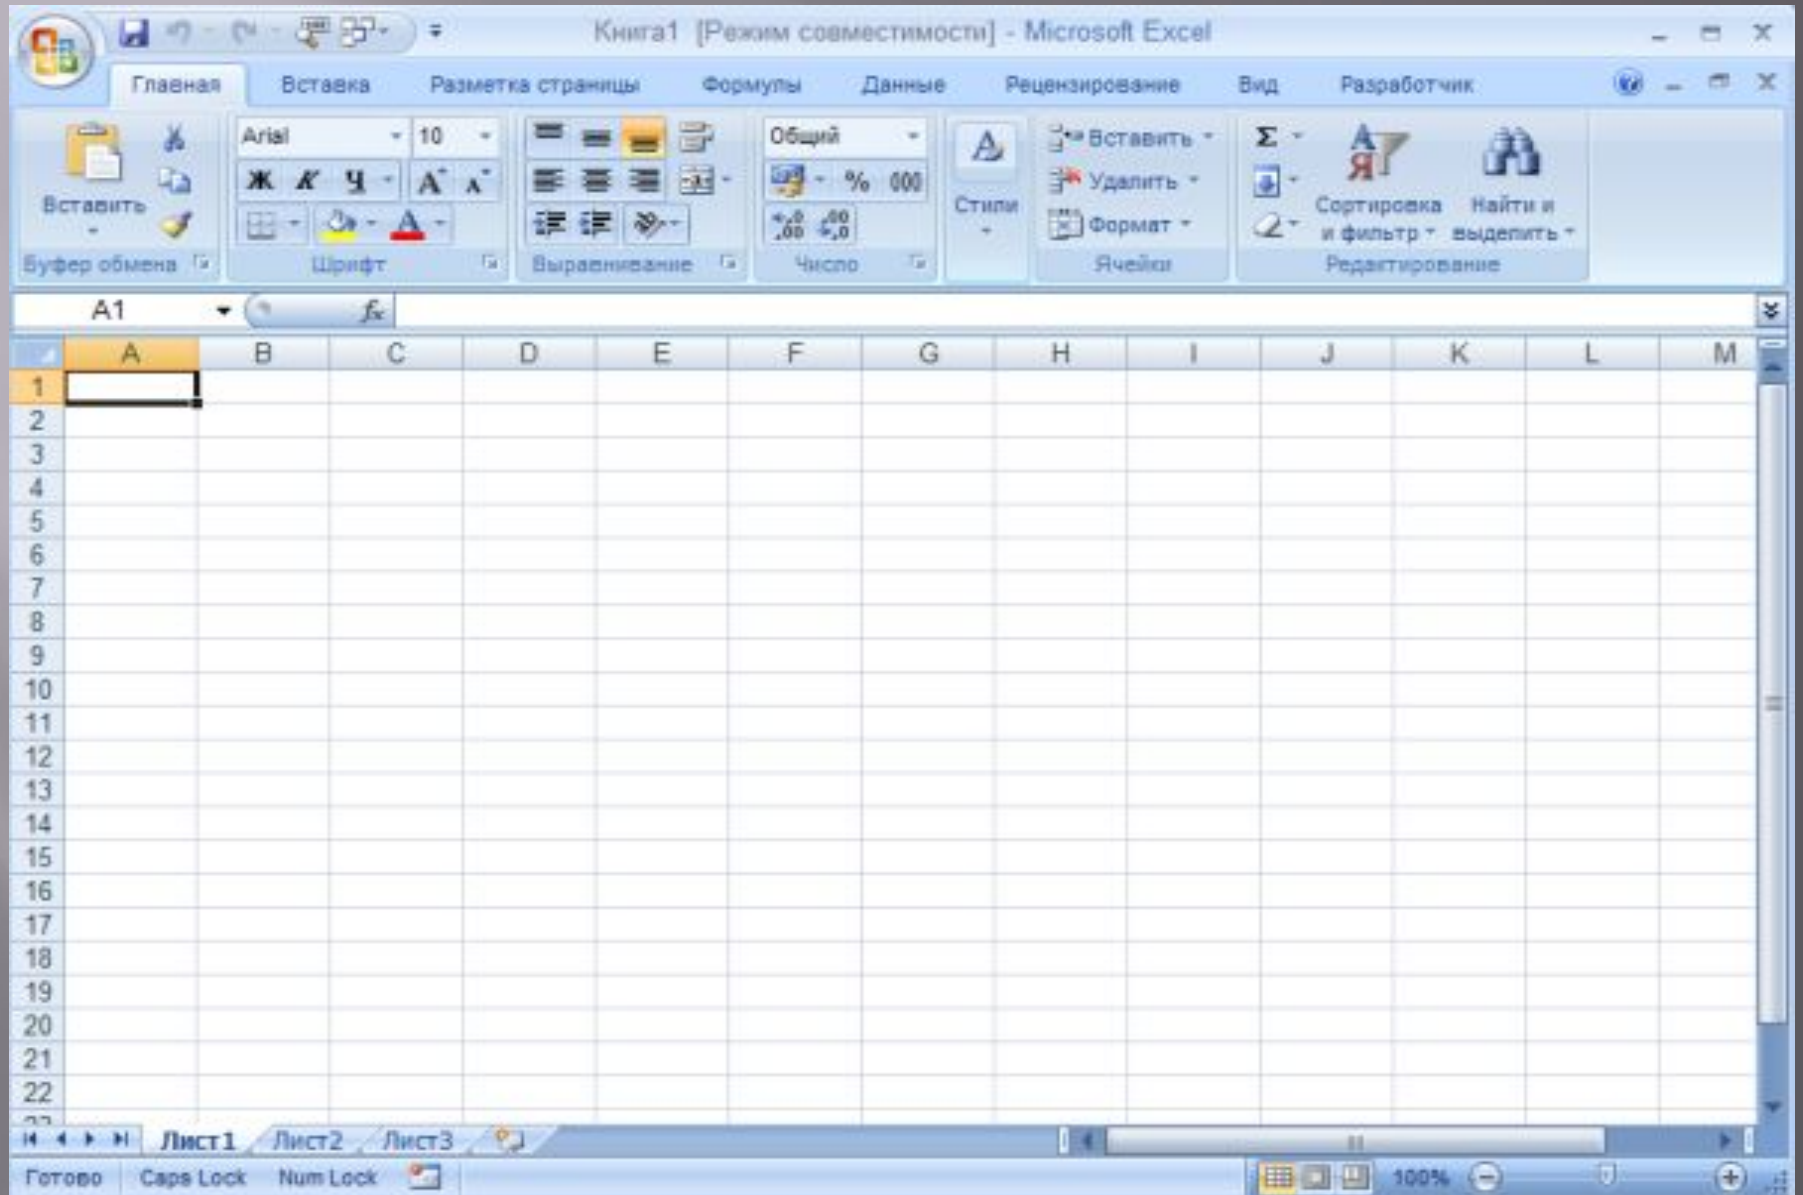 Книга1 [Режим совместимости] - Microsoft Excel
Главная Вставка Разметка страницы Формулы Данные Рецензирование Вид Разработчик
Arial 10 Общий Вставить Σ
Ж К Ч А А % 000 Удалить
Вставить Стили Сортировка и фильтр Найти и выделить
А ,00 ,0 Формат
Буфер обмена Шрифт Выравнивание Число Ячейки Редактирование
A1 fx
A B C D E F G H I J K L M
1
2
3
4
5
6
7
8
9
10
11
12
13
14
15
16
17
18
19
20
21
22
Лист1 Лист2 Лист3
Готово Caps Lock Num Lock 100%